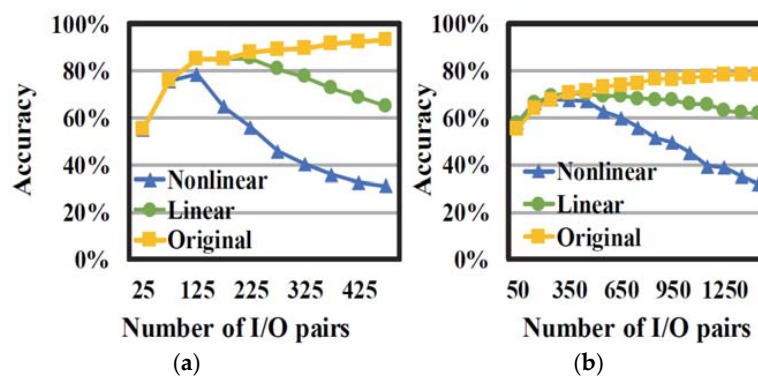 100%
80%
60%
40%
20%
0%
Accuracy
Nonlinear
Linear
Original
25 125 225 325 425
Number of I/O pairs
(a)
100%
80%
60%
40%
20%
0%
Accuracy
Nonlinear
Linear
Original
50 350 650 950 1250
Number of I/O pairs
(b)